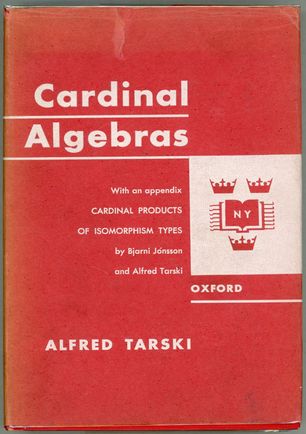 Cardinal
Algebras
With an appendix
CARDINAL PRODUCTS
OF ISOMORPHISM TYPES
by Bjarni Jónsson
and Alfred Tarski
NY
OXFORD
ALFRED TARSKI